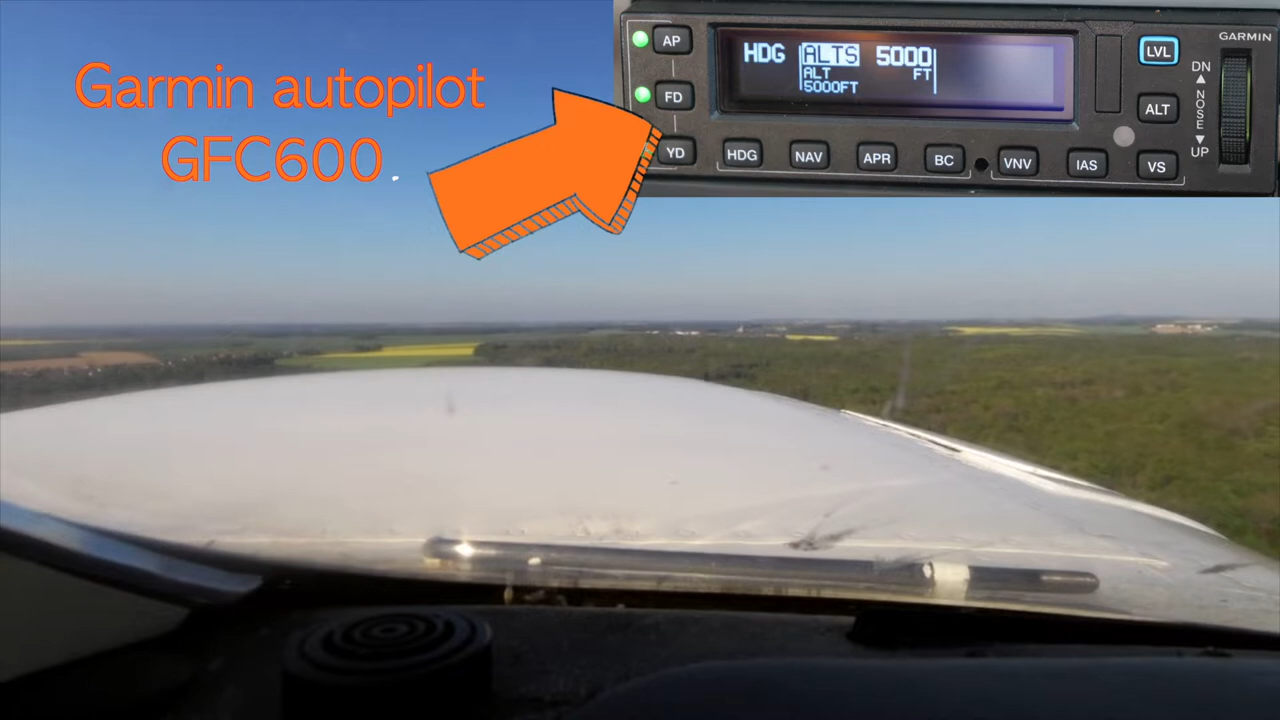 Garmin autopilot
GFC600
AP
HDG ALTS 5000
ALT FT
5000FT
LVL
GARMIN
FD
DN
NOSE
UP
ALT
YD
HDG
NAV
APR
BC
VNV
IAS
VS